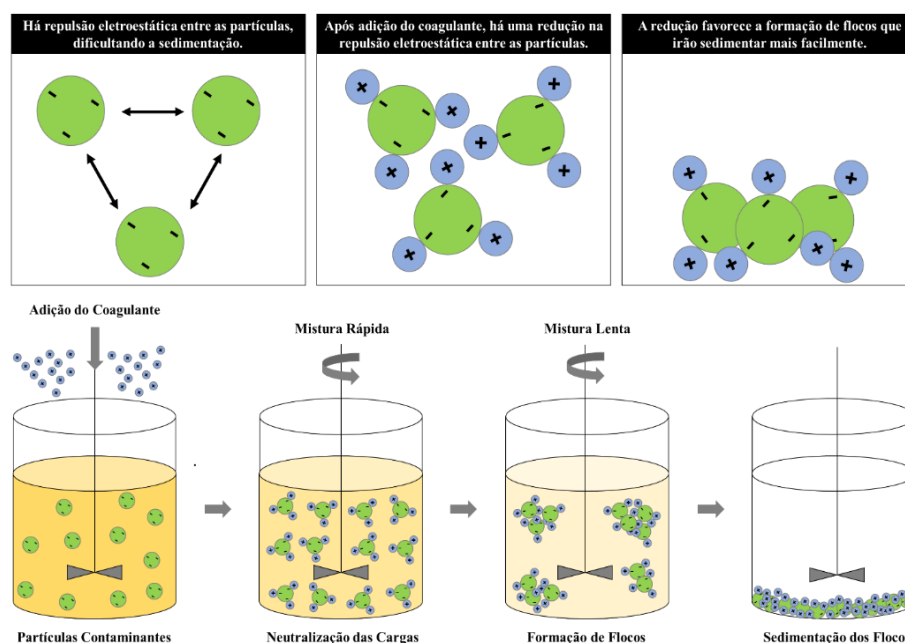 Há repulsão eletroestática entre as partículas,
dificultando a sedimentação.
Após adição do coagulante, há uma redução na
repulsão eletroestática entre as partículas.
A redução favorece a formação de flocos que
irão sedimentar mais facilmente.
Adição do Coagulante
Mistura Rápida
Mistura Lenta
Partículas Contaminantes
Neutralização das Cargas
Formação de Flocos
Sedimentação dos Floco